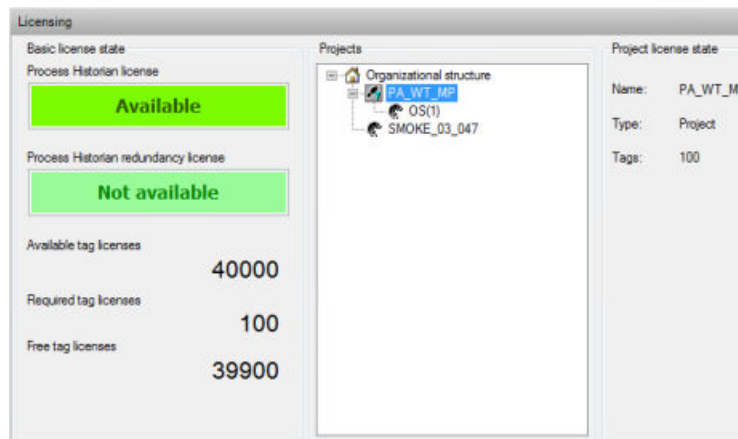 Licensing
Basic license state
Process Historian license
Available
Process Historian redundancy license
Not available
Available tag licenses
40000
Required tag licenses
100
Free tag licenses
39900
Projects
Organizational structure
PA_WT_MP
OS(1)
SMOKE_03_047
Project license state
Name: PA_WT_M
Type: Project
Tags: 100